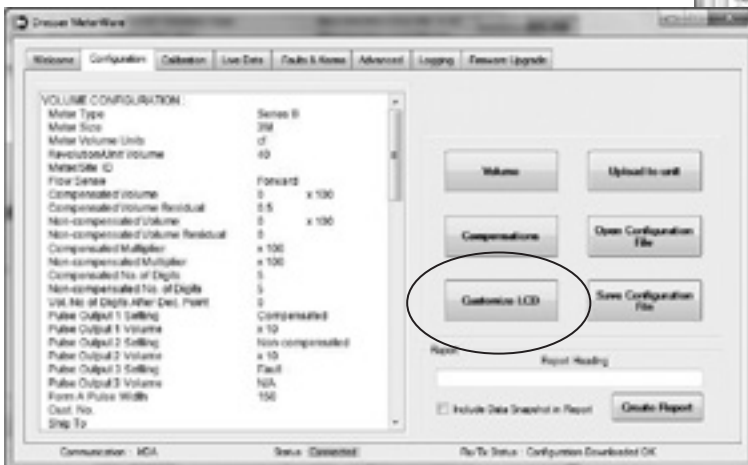 Dresser MeterWare
Welcome Configuration Calibration Live Data Faults & Alarms Advanced Logging Firmware Upgrade
VOLUME CONFIGURATION :
Meter Type Series B
Meter Size 3M
Meter Volume Units cf
Revolution/Unit Volume
Meter/Site ID
Flow Sense Forward
Compensated Volume 0 x 100
Compensated Volume Residual 0.5
Non-compensated Volume 0 x 100
Non-compensated Volume Residual 0
Compensated Multiplier x 100
Non-compensated Multiplier x 100
Compensated No. of Digits 5
Non-compensated No. of Digits 5
Vol. No of Digits After Dec. Point 0
Pulse Output 1 Setting Compensated
Pulse Output 1 Volume x 10
Pulse Output 2 Setting Non-compensated
Pulse Output 2 Volume x 10
Pulse Output 3 Setting Fault
Pulse Output 3 Volume N/A
Form A Pulse Width 150
Cust. No.
Ship To
Volume
Upload to unit
Compensations
Open Configuration
File
Customize LCD
Save Configuration
File
Report
Report Heading
Include Data Snapshot in Report
Create Report
Communication : IrDA
Status : Connected
Rx/Tx Status : Configuration Downloaded OK